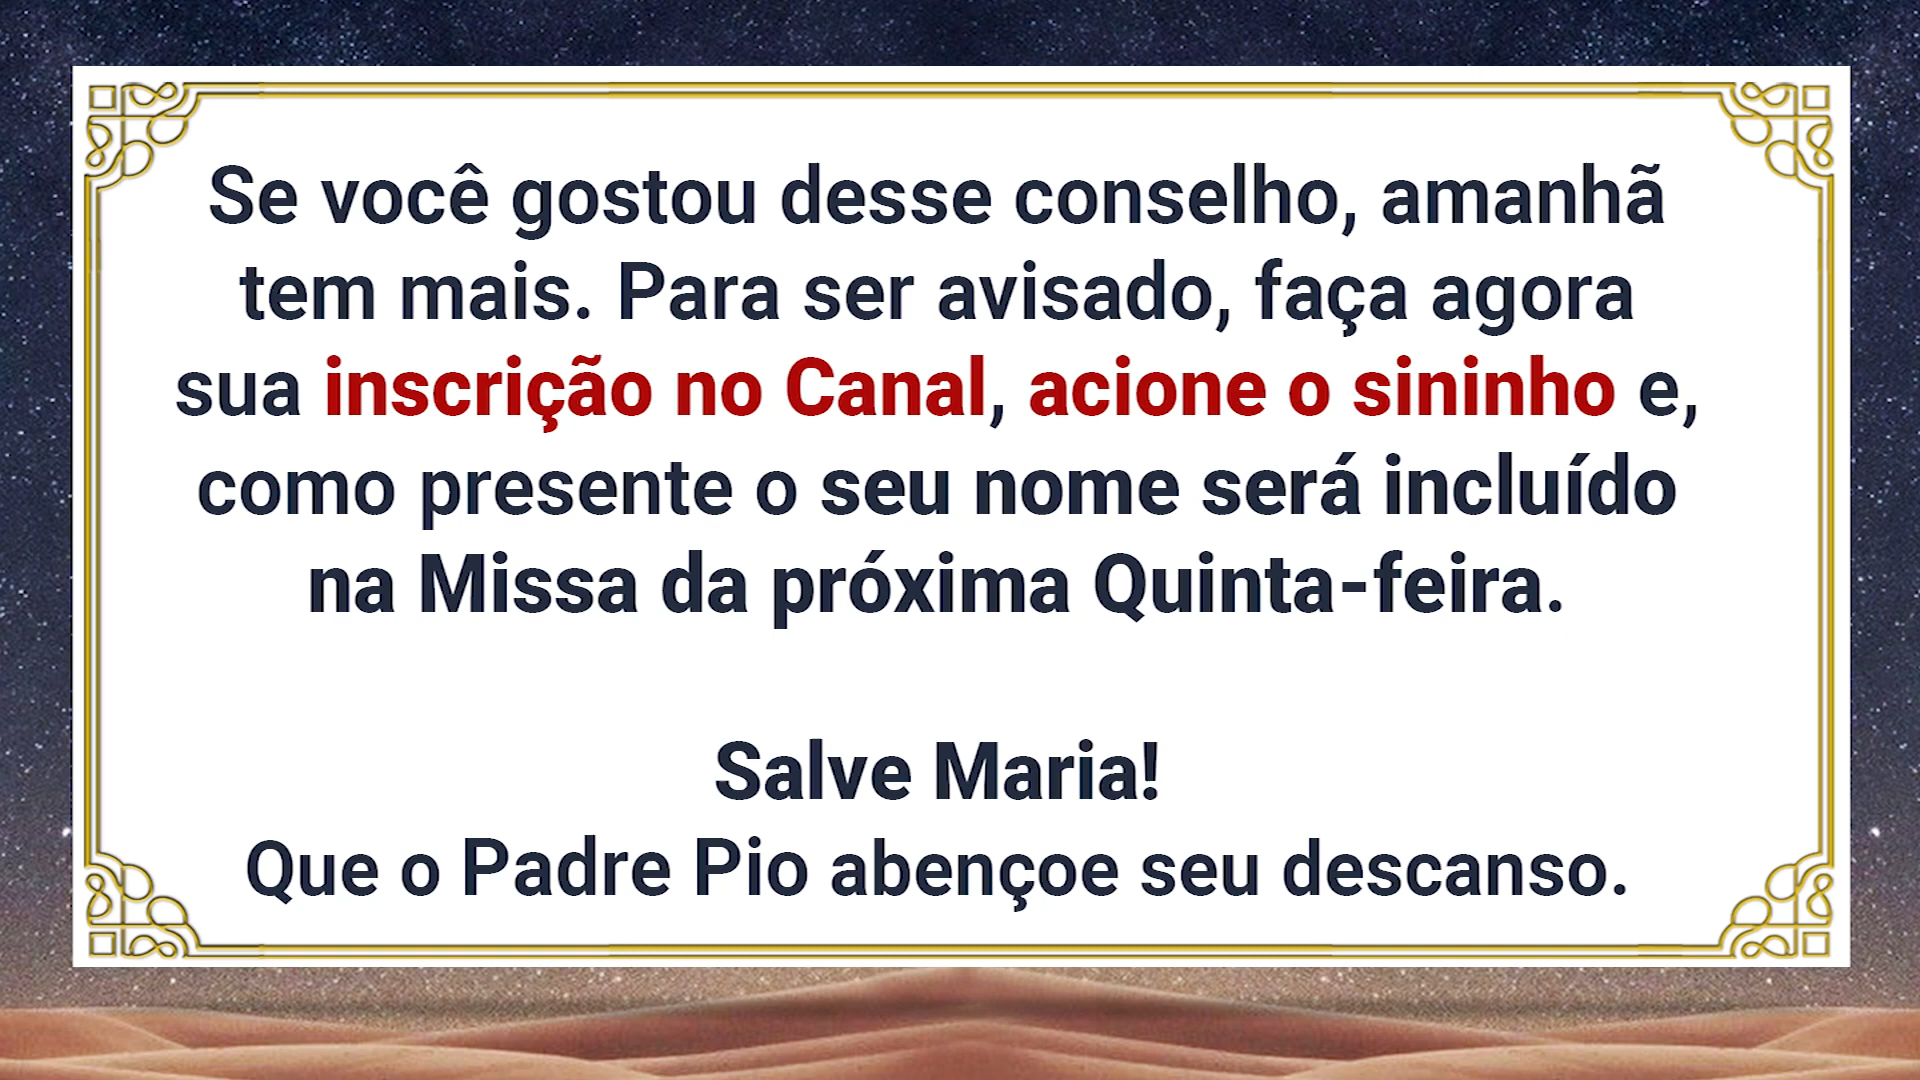 Se você gostou desse conselho, amanhã
tem mais. Para ser avisado, faça agora
sua inscrição no Canal, acione o sininho e,
como presente o seu nome será incluído
na Missa da próxima Quinta-feira.
Salve Maria!
Que o Padre Pio abençoe seu descanso.